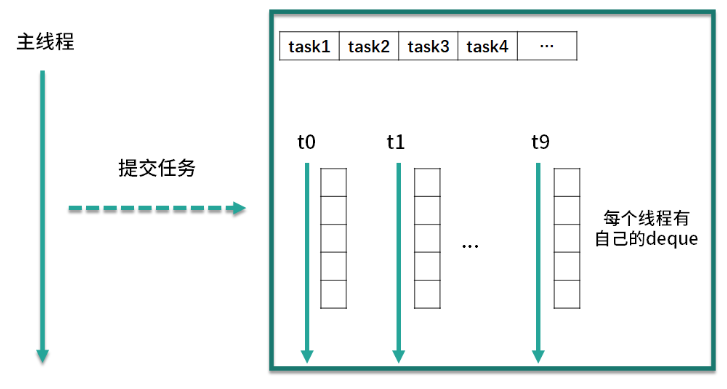 主线程
task1 task2 task3 task4 ...
t0 t1 t9
提交任务
...
每个线程有
自己的deque